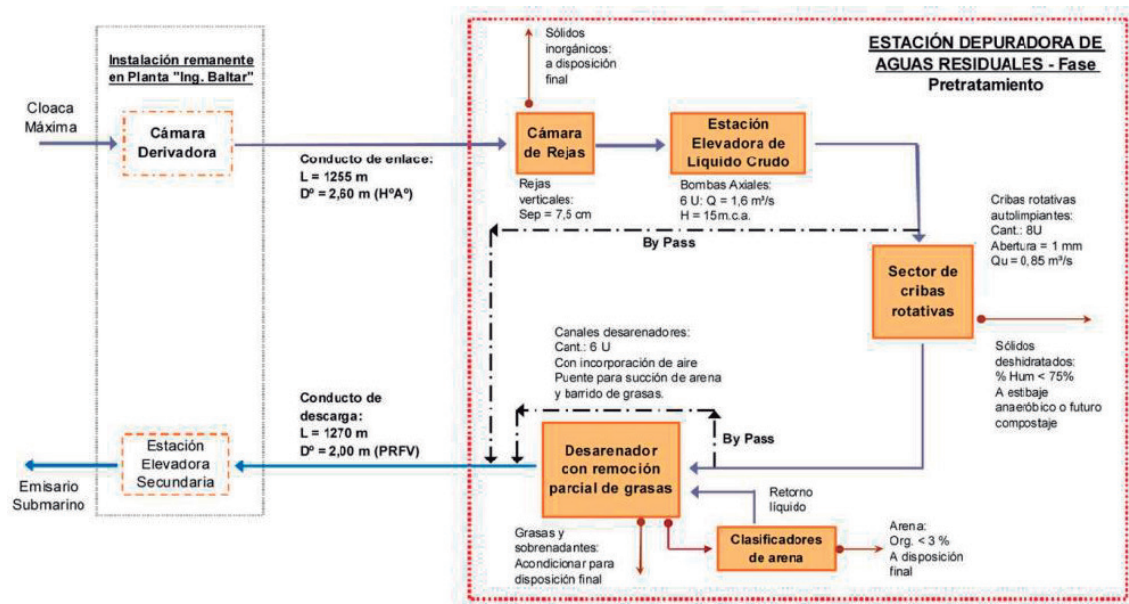 ESTACIÓN DEPURADORA DE
AGUAS RESIDUALES - Fase
Pretratamiento
Instalación remanente
en Planta "Ing. Baltar"
Cloaca
Máxima
Cámara
Derivadora
Conducto de enlace:
L = 1255 m
Dº = 2,60 m (HºAº)
Sólidos
inorgánicos:
a disposición
final
Cámara
de Rejas
Rejas
verticales:
Sep = 7,5 cm
Estación
Elevadora de
Líquido Crudo
Bombas Axiales:
6 U: Q = 1,6 m³/s
H = 15 m.c.a.
By Pass
Cribas rotativas
autolimpiantes:
Cant.: 8U
Abertura = 1 mm
Qu = 0,85 m³/s
Sector de
cribas
rotativas
Sólidos
deshidratados:
% Hum < 75%
A estibaje
anaeróbico o futuro
compostaje
Canales desarenadores:
Cant.: 6 U
Con incorporación de aire
Puente para succión de arena
y barrido de grasas.
By Pass
Desarenador
con remoción
parcial de grasas
Conducto de
descarga:
L = 1270 m
Dº = 2,00 m (PRFV)
Estación
Elevadora
Secundaria
Emisario
Submarino
Retorno
líquido
Clasificadores
de arena
Arena:
Org. < 3 %
A disposición
final
Grasas y
sobrenadantes:
Acondicionar para
disposición final